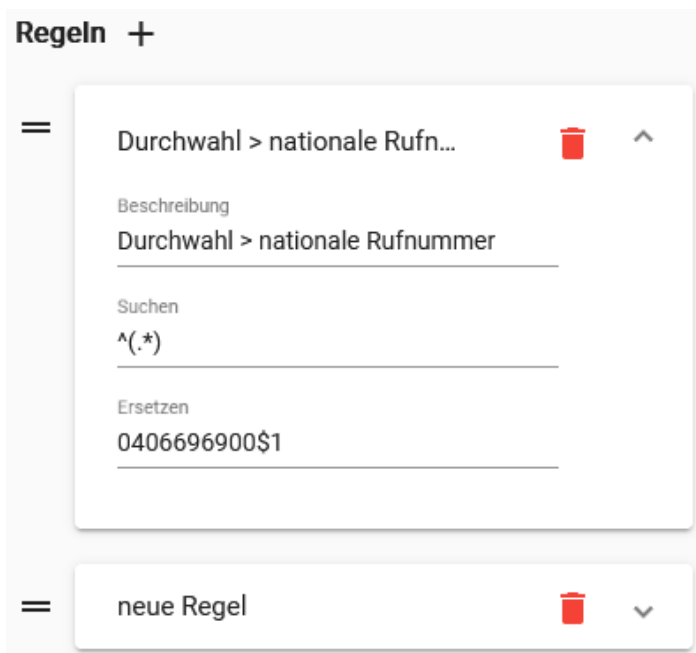 Regeln +
Durchwahl > nationale Rufn...
Beschreibung
Durchwahl > nationale Rufnummer
Suchen
^(.*)
Ersetzen
0406696900$1
neue Regel